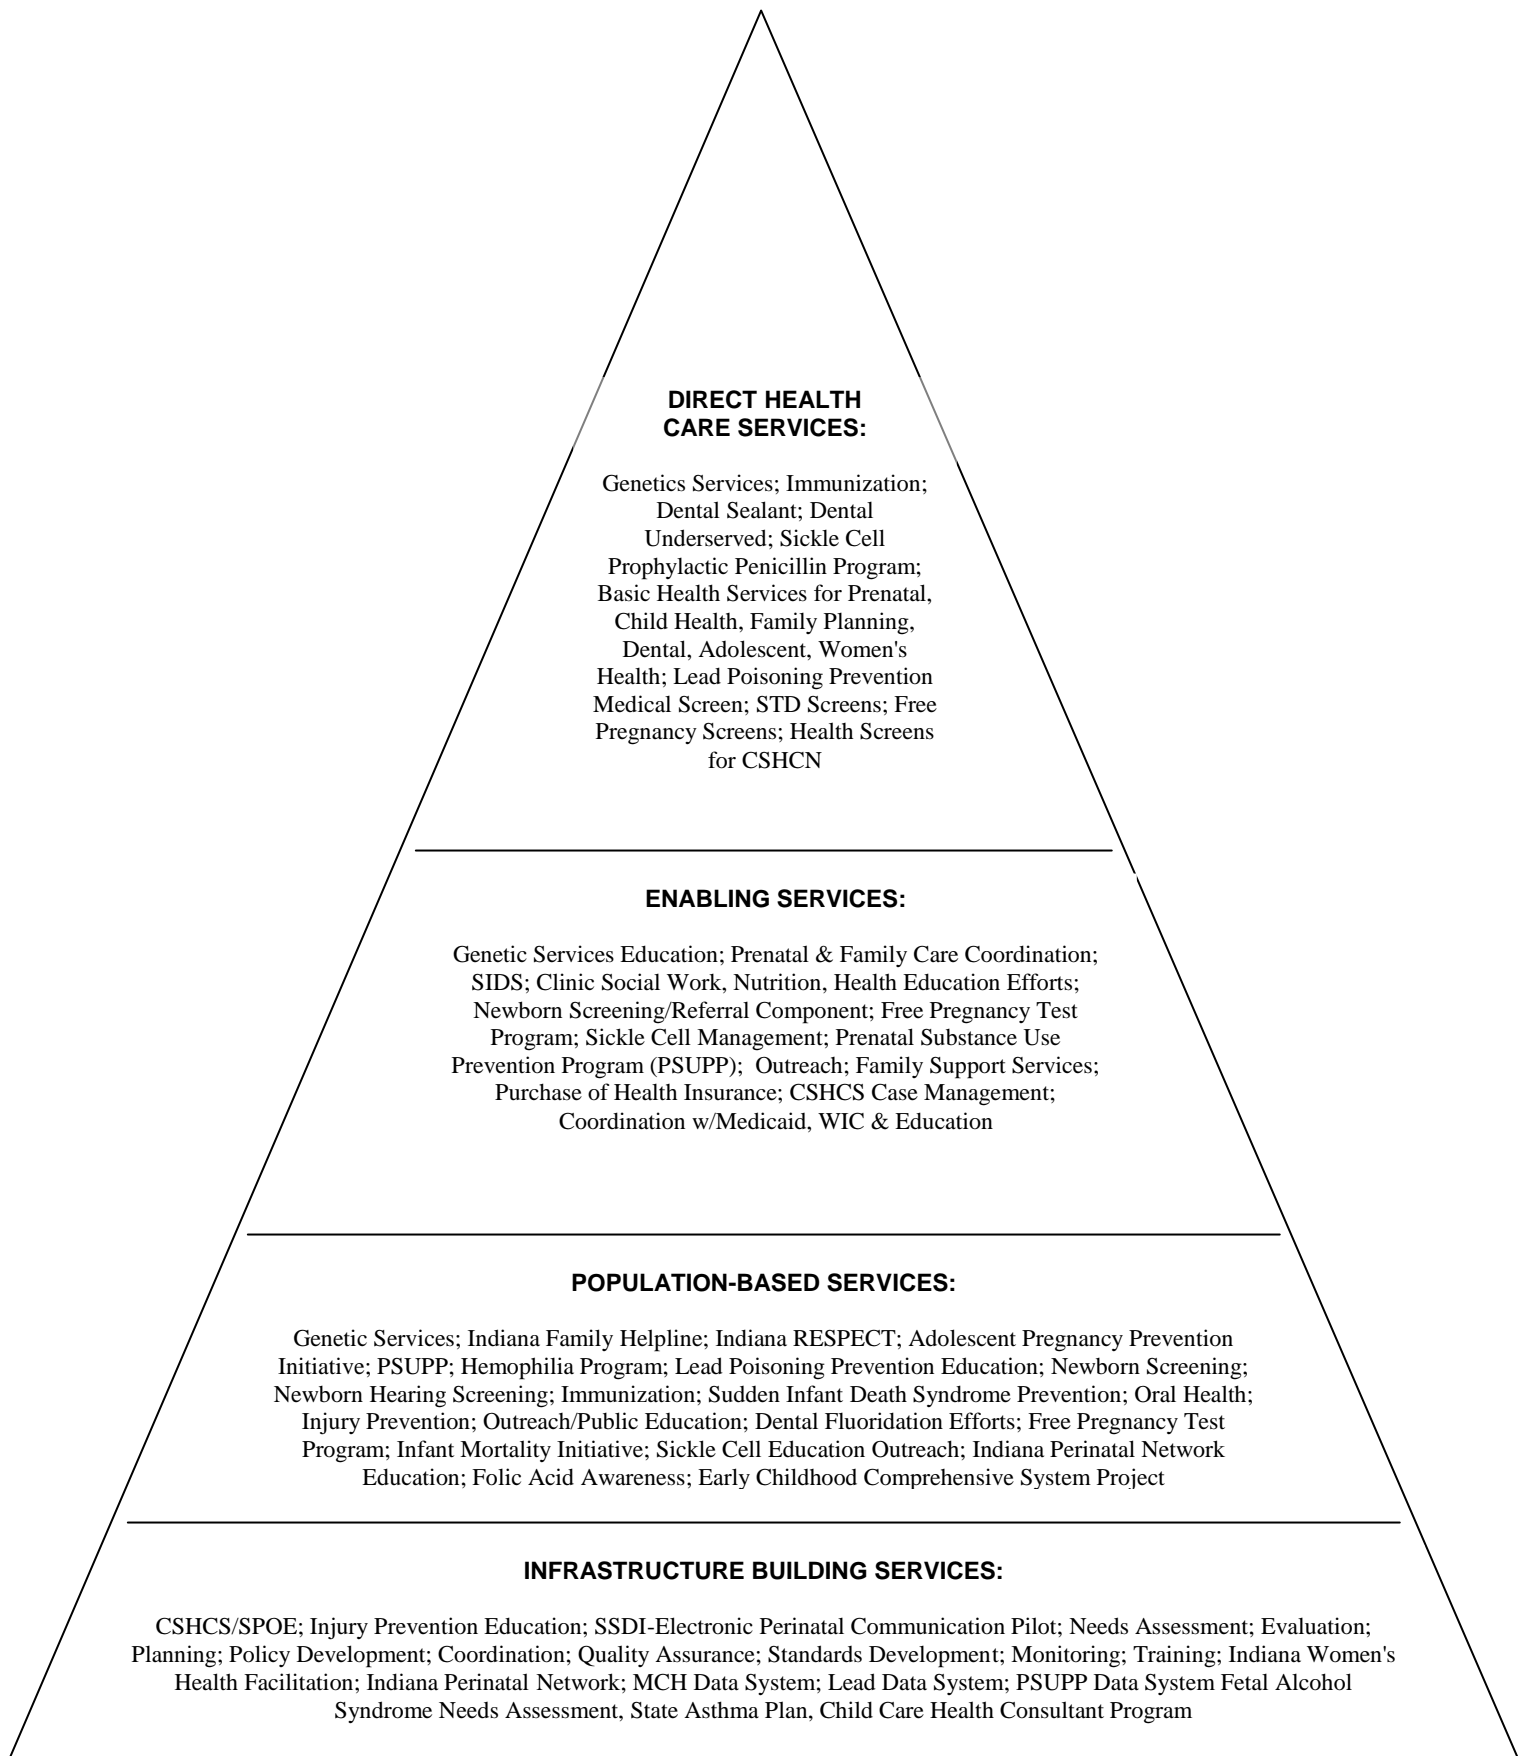 DIRECT HEALTH
CARE SERVICES:
Genetics Services; Immunization;
Dental Sealant; Dental
Underserved; Sickle Cell
Prophylactic Penicillin Program;
Basic Health Services for Prenatal,
Child Health, Family Planning,
Dental, Adolescent, Women's
Health; Lead Poisoning Prevention
Medical Screen; STD Screens; Free
Pregnancy Screens; Health Screens
for CSHCN
ENABLING SERVICES:
Genetic Services Education; Prenatal & Family Care Coordination;
SIDS; Clinic Social Work, Nutrition, Health Education Efforts;
Newborn Screening/Referral Component; Free Pregnancy Test
Program; Sickle Cell Management; Prenatal Substance Use
Prevention Program (PSUPP);  Outreach; Family Support Services;
Purchase of Health Insurance; CSHCS Case Management;
Coordination w/Medicaid, WIC & Education
POPULATION-BASED SERVICES:
Genetic Services; Indiana Family Helpline; Indiana RESPECT; Adolescent Pregnancy Prevention
Initiative; PSUPP; Hemophilia Program; Lead Poisoning Prevention Education; Newborn Screening;
Newborn Hearing Screening; Immunization; Sudden Infant Death Syndrome Prevention; Oral Health;
Injury Prevention; Outreach/Public Education; Dental Fluoridation Efforts; Free Pregnancy Test
Program; Infant Mortality Initiative; Sickle Cell Education Outreach; Indiana Perinatal Network
Education; Folic Acid Awareness; Early Childhood Comprehensive System Project
INFRASTRUCTURE BUILDING SERVICES:
CSHCS/SPOE; Injury Prevention Education; SSDI-Electronic Perinatal Communication Pilot; Needs Assessment; Evaluation;
Planning; Policy Development; Coordination; Quality Assurance; Standards Development; Monitoring; Training; Indiana Women's
Health Facilitation; Indiana Perinatal Network; MCH Data System; Lead Data System; PSUPP Data System Fetal Alcohol
Syndrome Needs Assessment, State Asthma Plan, Child Care Health Consultant Program